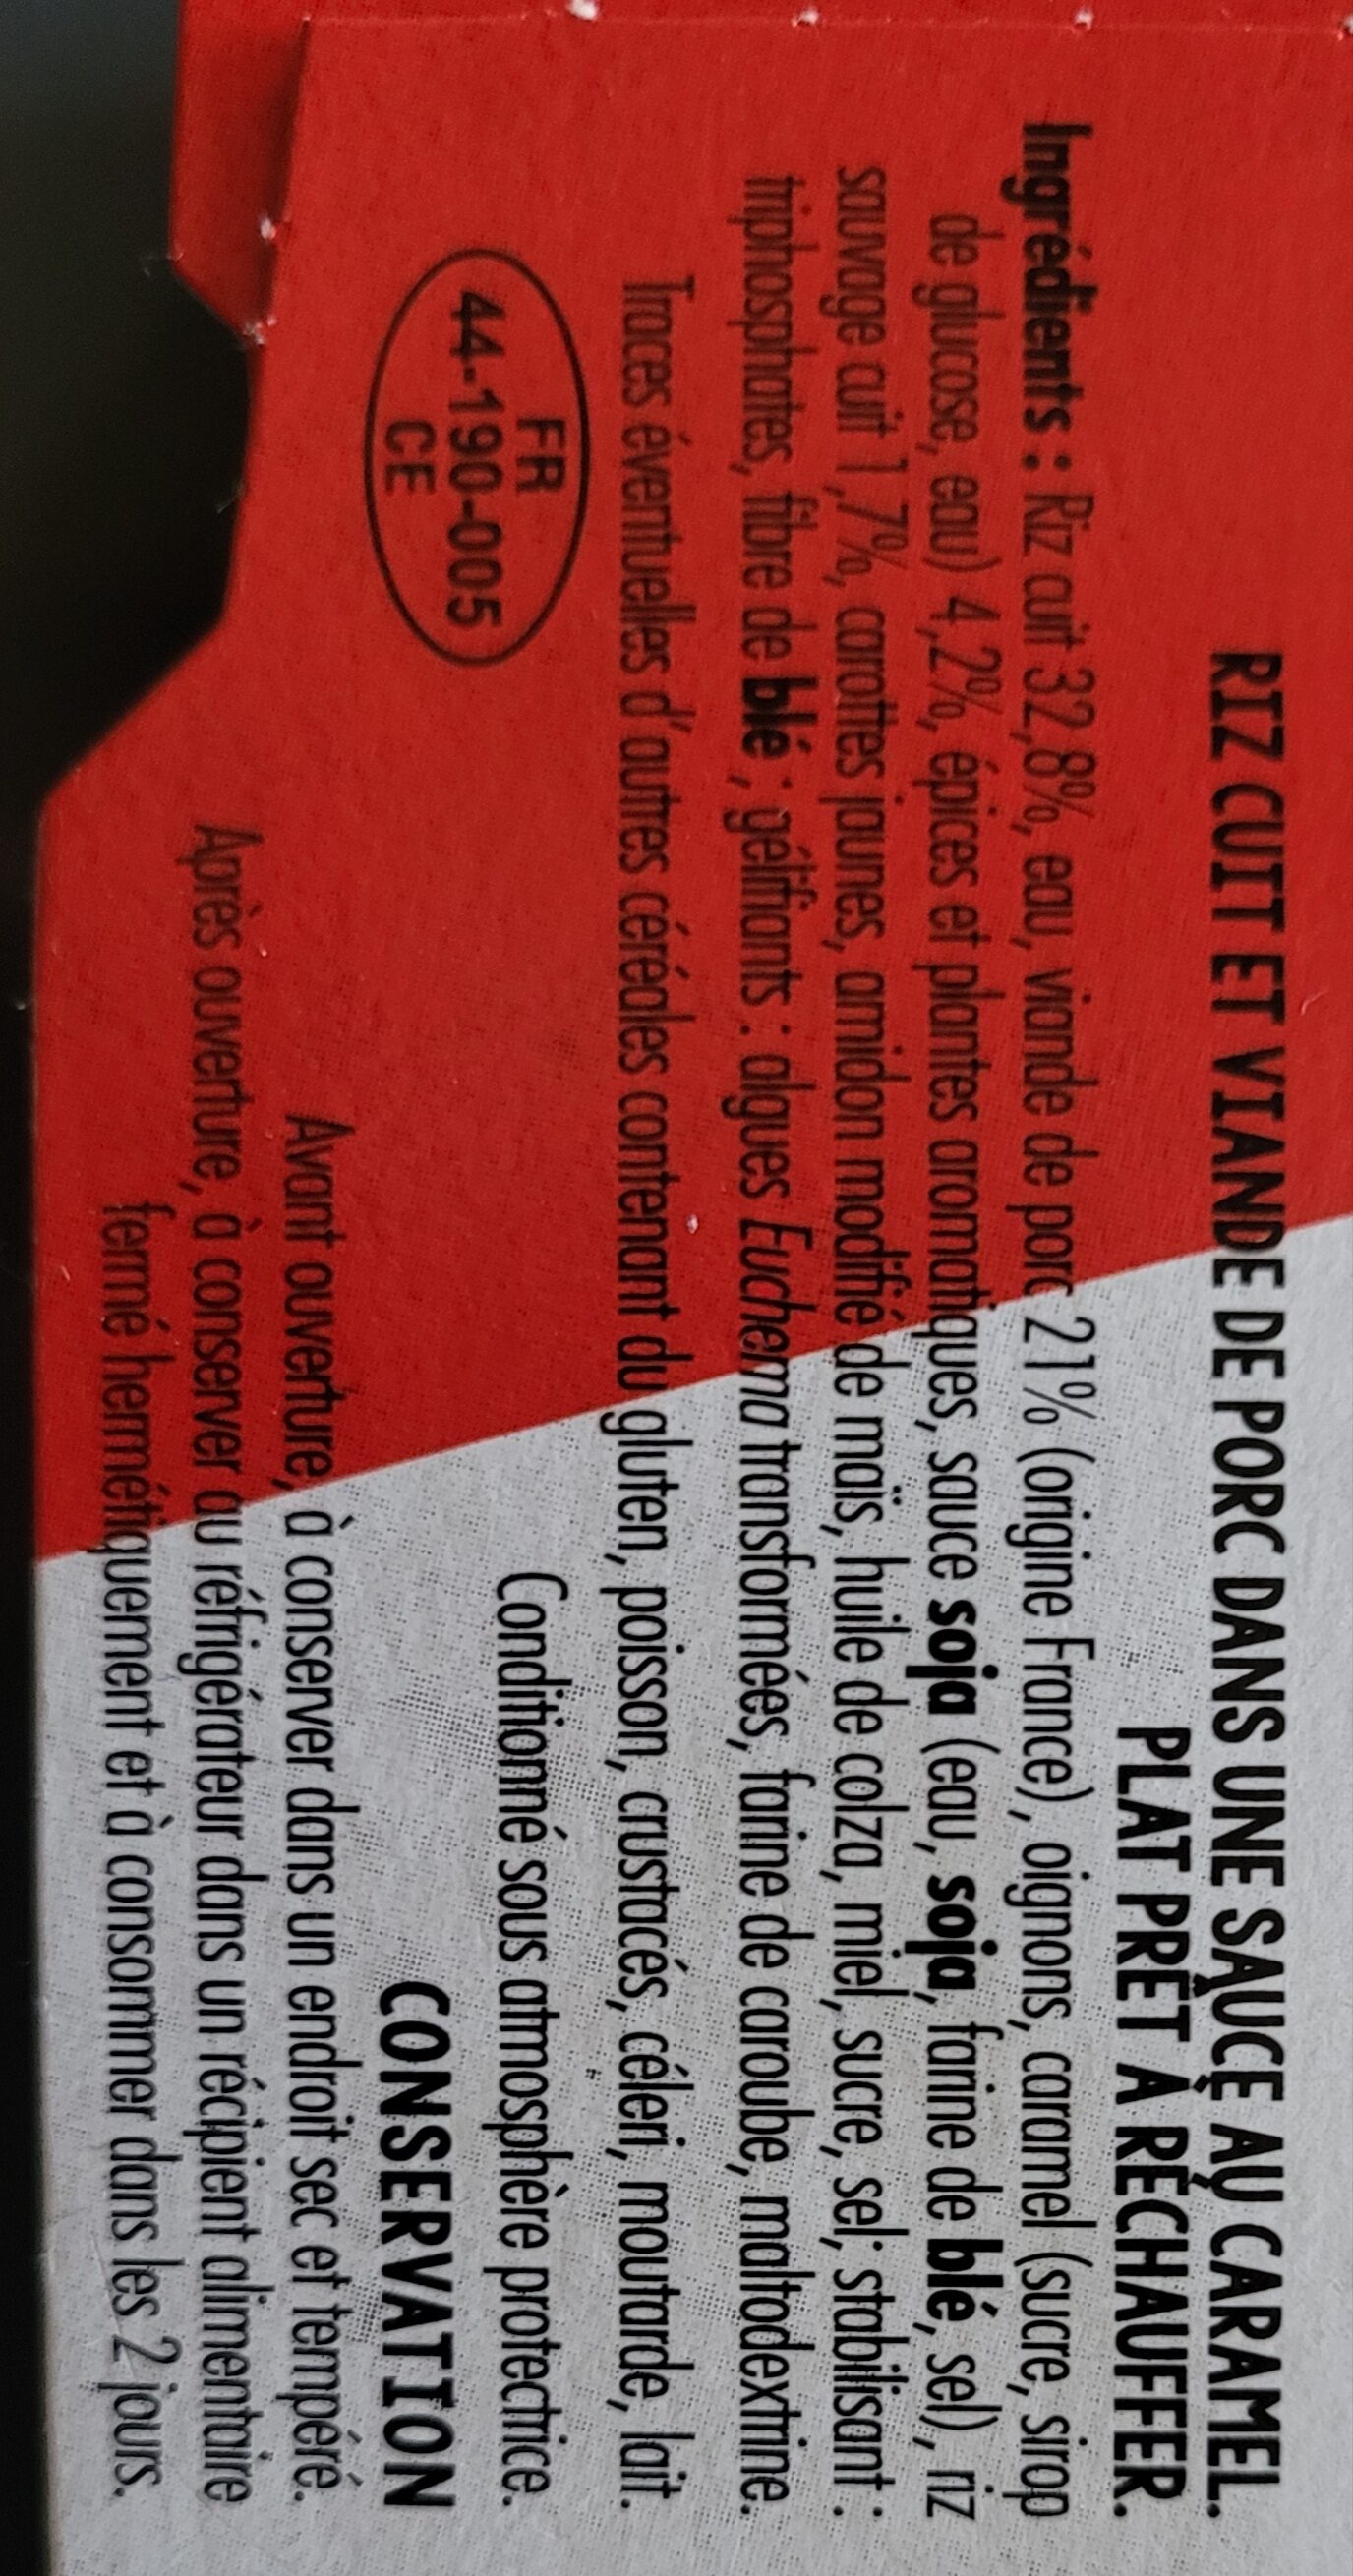 RIZ CUIT ET VIANDE DE PORC DANS UNE SAUCE AU CARAMEL.
PLAT PRÊT À RÉCHAUFFER.
Ingrédients : Riz cuit 32,8%, eau, viande de porc 21% (origine France), oignons, caramel (sucre, sirop
de glucose, eau) 4,2%, épices et plantes aromatiques, sauce soja (eau, soja, farine de blé, sel), riz
sauvage cuit 1,7%, carottes jaunes, amidon modifié de maïs, huile de colza, miel, sucre, sel; stabilisant :
triphosphates, fibre de blé ; gélifiants : algues Euchema transformées, farine de caroube, maltodextrine.
Traces éventuelles d'autres céréales contenant du gluten, poisson, crustacés, céleri, moutarde, lait.
Conditionné sous atmosphère protectrice.
FR
44-190-005
CE
CONSERVATION
Avant ouverture, à conserver dans un endroit sec et tempéré.
Après ouverture, à conserver au réfrigérateur dans un récipient alimentaire
fermé hermétiquement et à consommer dans les 2 jours.